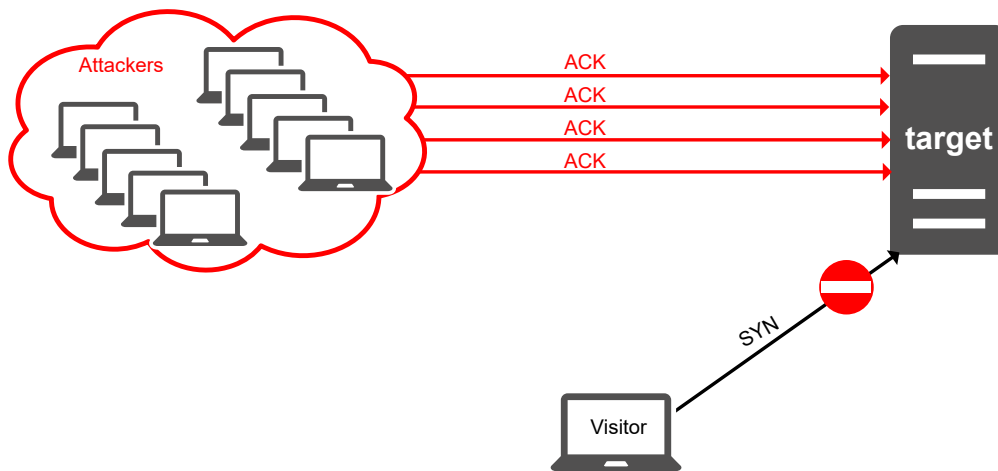 Attackers
ACK
ACK
ACK
ACK
target
SYN
Visitor